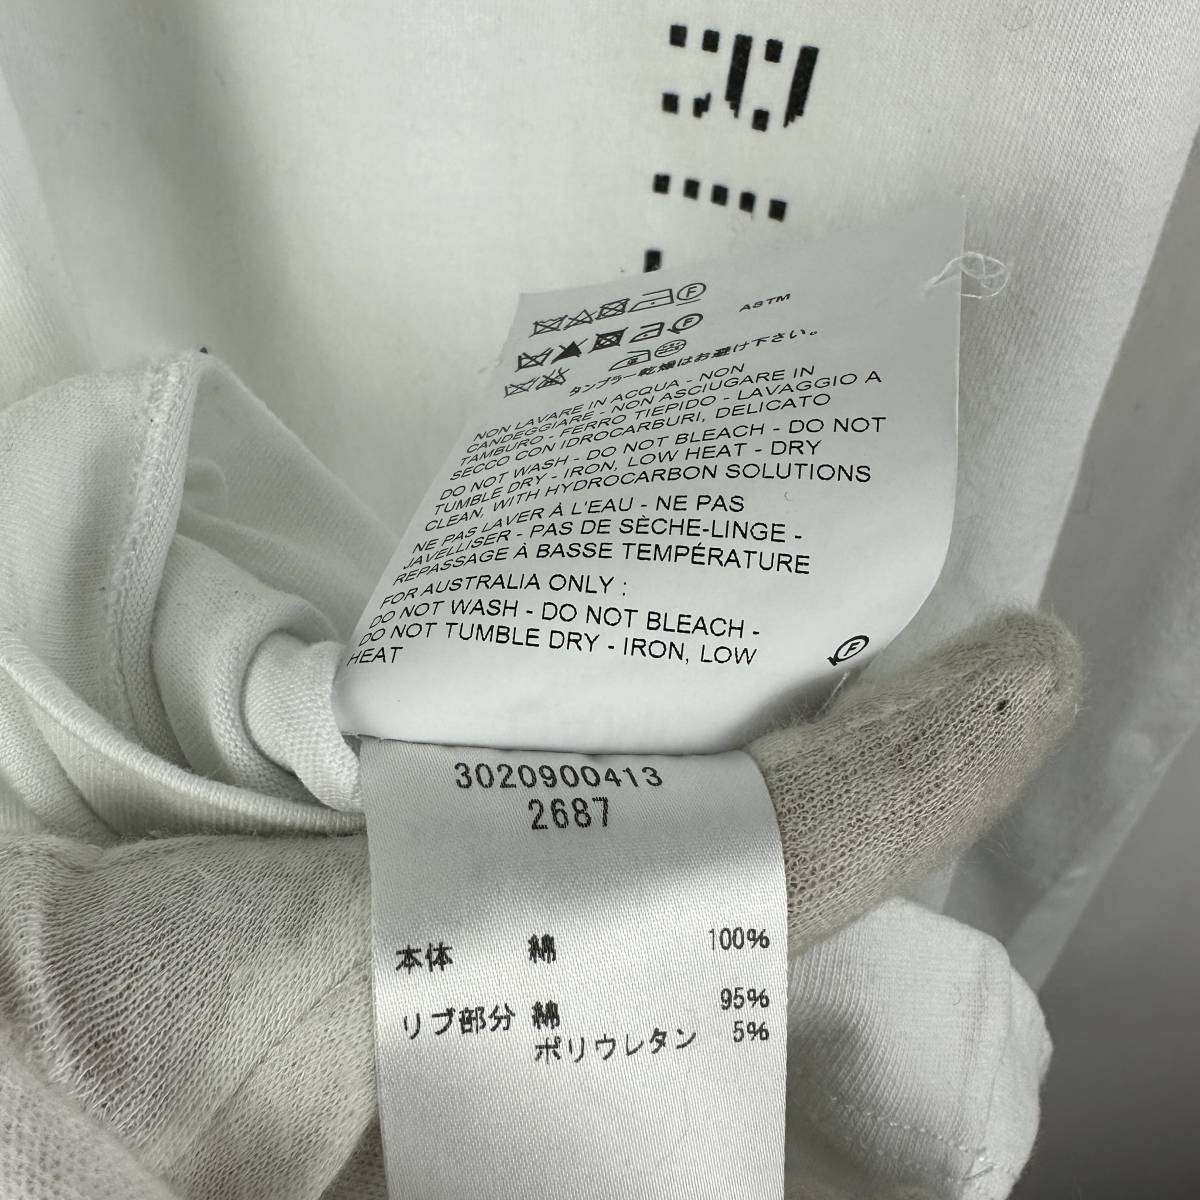 ASTM
タンブラー乾燥はお避け下さい。
NON LAVARE IN ACQUA - NON
CANDEGGIARE - NON ASCIUGARE IN
TAMBURO - FERRO TIEPIDO - LAVAGGIO A
SECCO CON IDROCARBURI, DELICATO
DO NOT WASH - DO NOT BLEACH - DO NOT
TUMBLE DRY - IRON, LOW HEAT - DRY
CLEAN, WITH HYDROCARBON SOLUTIONS
NE PAS LAVER À L'EAU - NE PAS
JAVELLISER - PAS DE SÈCHE-LINGE -
REPASSAGE À BASSE TEMPÉRATURE
FOR AUSTRALIA ONLY :
DO NOT WASH - DO NOT BLEACH -
DO NOT TUMBLE DRY - IRON, LOW
HEAT
F
3020900413
2687
本体 綿 100%
リブ部分 綿 95%
ポリウレタン 5%